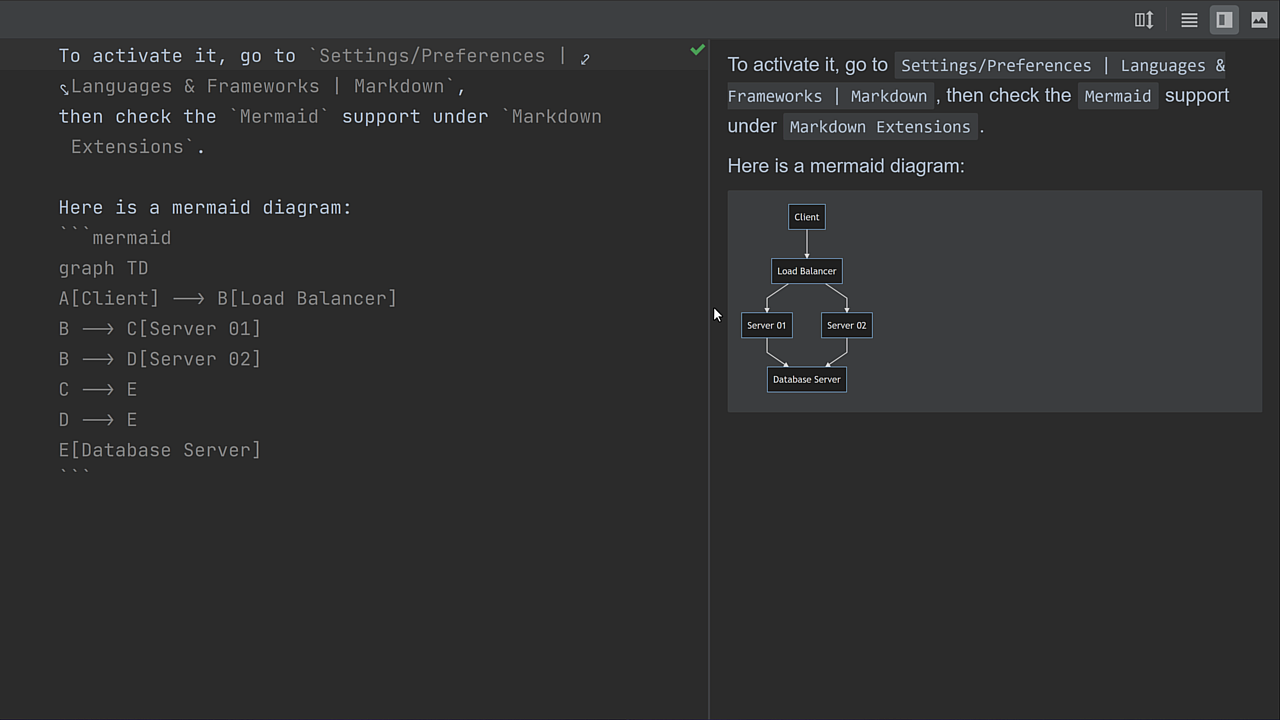 To activate it, go to `Settings/Preferences |
Languages & Frameworks | Markdown`,
then check the `Mermaid` support under `Markdown
Extensions`.
Here is a mermaid diagram:
```mermaid
graph TD
A[Client] --> B[Load Balancer]
B --> C[Server 01]
B --> D[Server 02]
C --> E
D --> E
E[Database Server]
```
To activate it, go to Settings/Preferences | Languages &
Frameworks | Markdown, then check the Mermaid support
under Markdown Extensions.
Here is a mermaid diagram:
Client
Load Balancer
Server 01 Server 02
Database Server